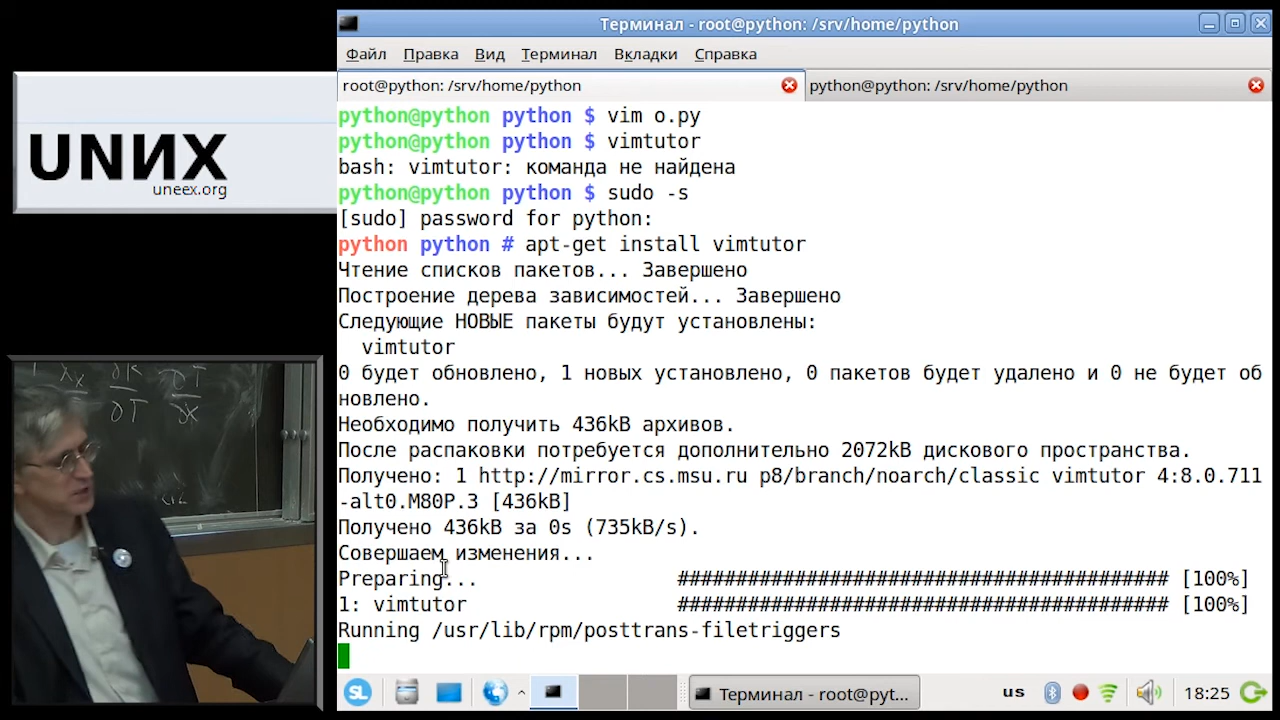 Терминал - root@python: /srv/home/python
Файл Правка Вид Терминал Вкладки Справка
root@python: /srv/home/python
python@python: /srv/home/python
UNИX
uneex.org
python@python python $ vim o.py
python@python python $ vimtutor
bash: vimtutor: команда не найдена
python@python python $ sudo -s
[sudo] password for python:
python python # apt-get install vimtutor
Чтение списков пакетов... Завершено
Построение дерева зависимостей... Завершено
Следующие НОВЫЕ пакеты будут установлены:
vimtutor
0 будет обновлено, 1 новых установлено, 0 пакетов будет удалено и 0 не будет об
новлено.
Необходимо получить 436kB архивов.
После распаковки потребуется дополнительно 2072kB дискового пространства.
Получено: 1 http://mirror.cs.msu.ru p8/branch/noarch/classic vimtutor 4:8.0.711
-alt0.M80P.3 [436kB]
Получено 436kB за 0s (735kB/s).
Совершаем изменения...
Preparing... ########################################## [100%]
1: vimtutor ########################################## [100%]
Running /usr/lib/rpm/posttrans-filetriggers
SL
Терминал - root@pyt...
us
18:25